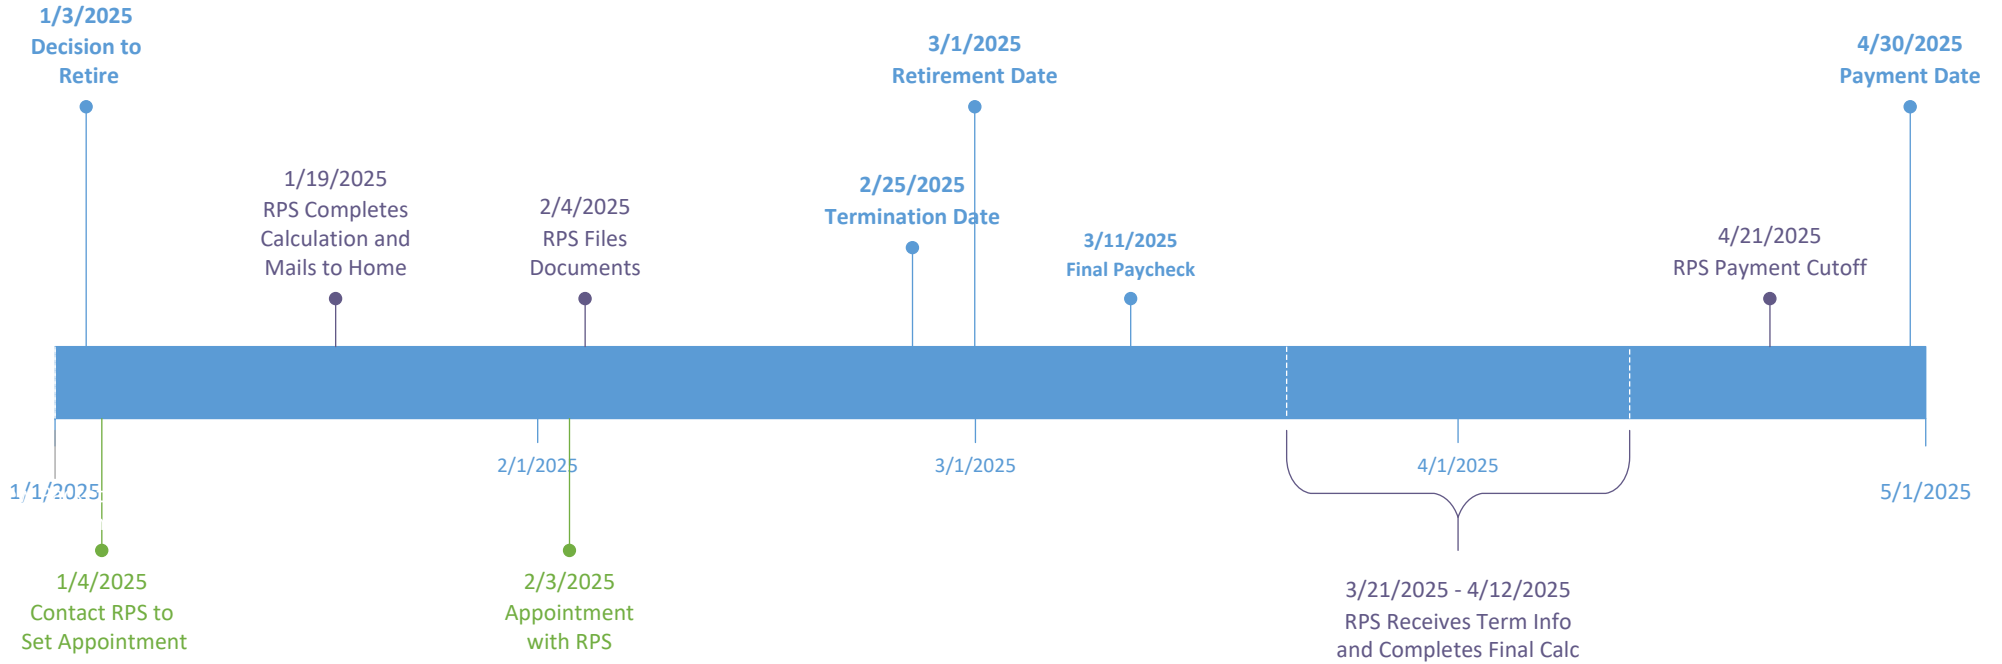 1/3/2025
Decision to
Retire
1/19/2025
RPS Completes
Calculation and
Mails to Home
2/4/2025
RPS Files
Documents
2/25/2025
Termination Date
3/1/2025
Retirement Date
3/11/2025
Final Paycheck
4/21/2025
RPS Payment Cutoff
4/30/2025
Payment Date
1/1/2025
2/1/2025
3/1/2025
4/1/2025
5/1/2025
1/4/2025
Contact RPS to
Set Appointment
2/3/2025
Appointment
with RPS
3/21/2025 - 4/12/2025
RPS Receives Term Info
and Completes Final Calc